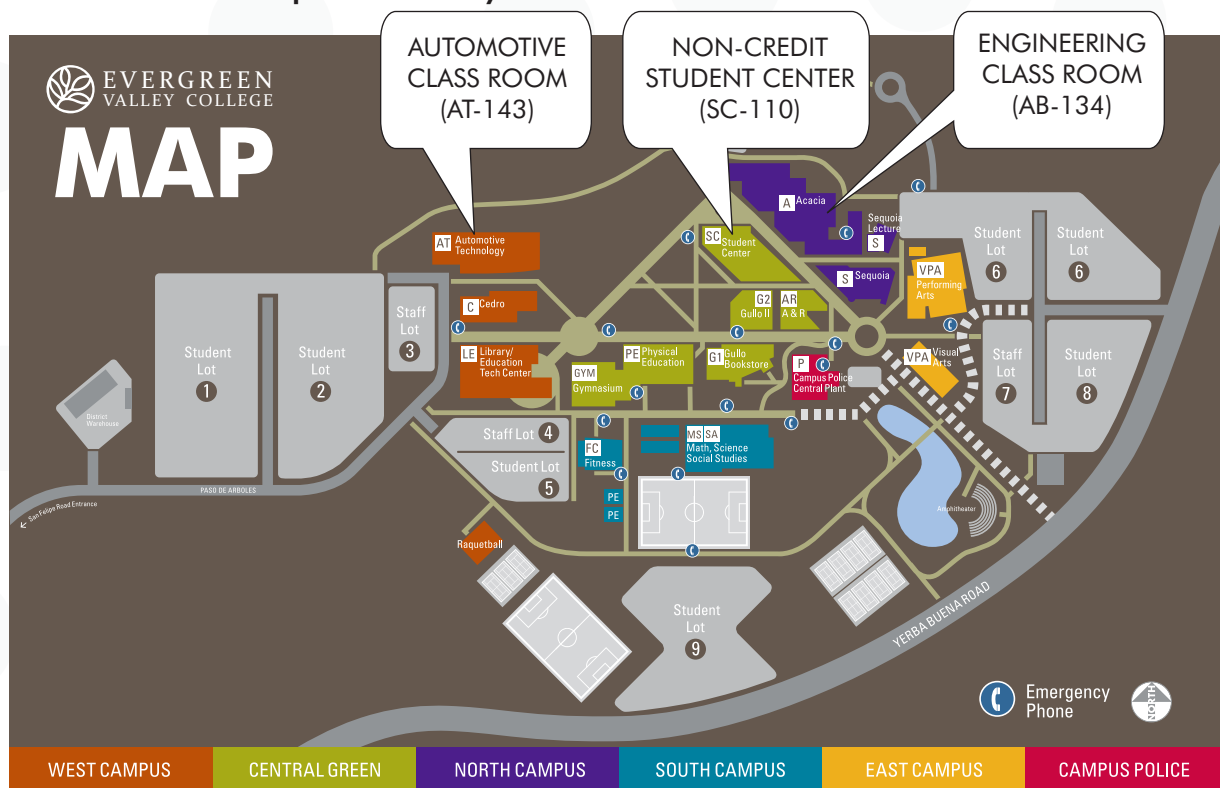 AUTOMOTIVE
CLASS ROOM
(AT-143)
NON-CREDIT
STUDENT CENTER
(SC-110)
ENGINEERING
CLASS ROOM
(AB-134)
EVERGREEN
VALLEY COLLEGE
MAP
A Acacia
Sequoia
Lecture
S
AT Automotive
Technology
SC Student
Center
S Sequoia
VPA
Performing
Arts
Student
Lot
6
Student
Lot
6
C Cedro
G2
Gullo II
AR
A & R
Staff
Lot
3
Student
Lot
1
Student
Lot
2
LE Library/
Education
Tech Center
GYM
Gymnasium
PE Physical
Education
G1 Gullo
Bookstore
P
Campus Police
Central Plant
VPA Visual
Arts
Staff
Lot
7
Student
Lot
8
District
Warehouse
Staff Lot 4
Student Lot
5
FC
Fitness
MS SA
Math, Science
Social Studies
PE
PE
PASO DE ARBOLES
← San Felipe Road Entrance
Amphitheater
Raquetball
Student
Lot
9
YERBA BUENA ROAD
Emergency
Phone
NORTH
WEST CAMPUS
CENTRAL GREEN
NORTH CAMPUS
SOUTH CAMPUS
EAST CAMPUS
CAMPUS POLICE